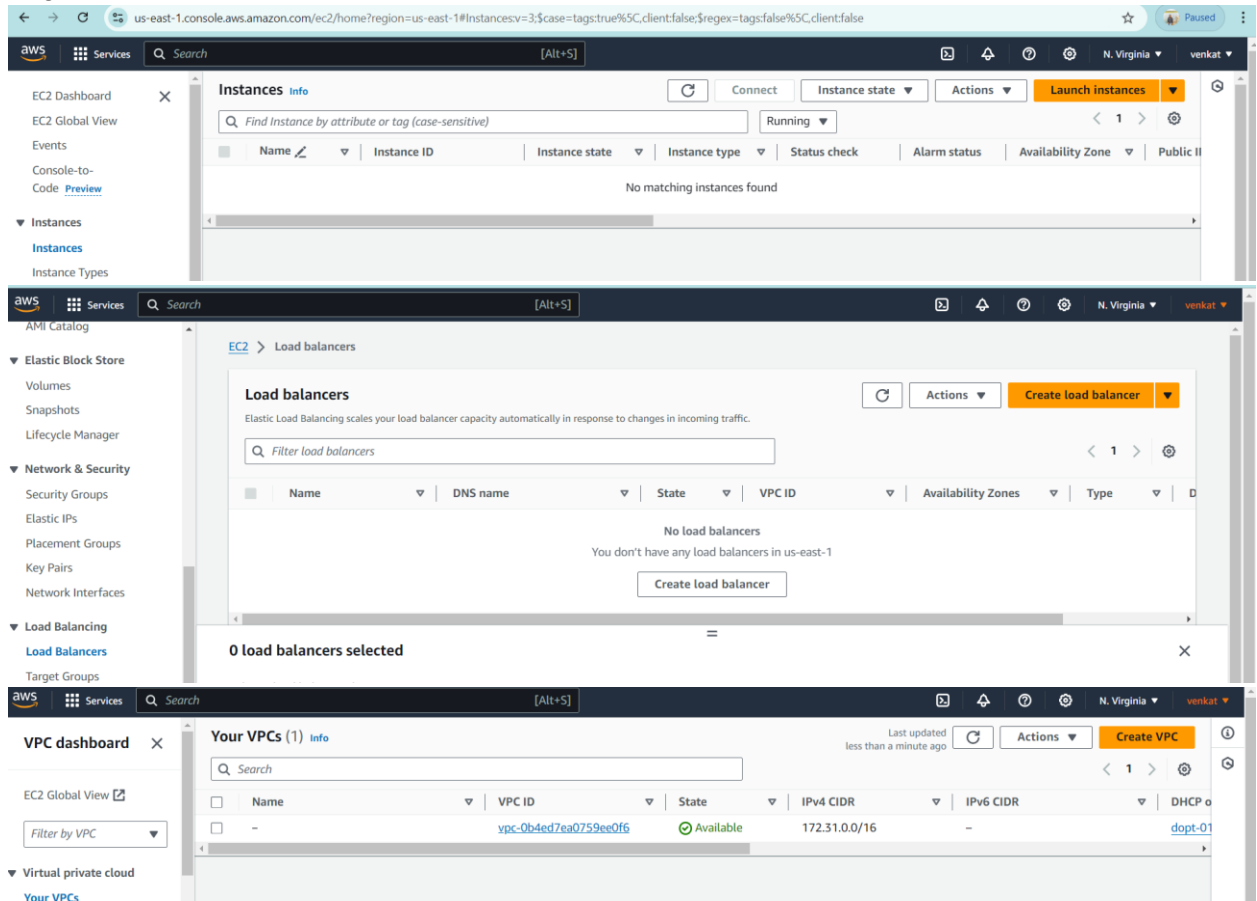 us-east-1.console.aws.amazon.com/ec2/home?region=us-east-1#Instances:v=3;$case=tags:true%5C,client:false;$regex=tags:false%5C,client:false
Paused
aws Services Search [Alt+S] N. Virginia venkat
EC2 Dashboard
EC2 Global View
Events
Console-to-
Code Preview
Instances
Instances
Instance Types
Instances Info Connect Instance state Actions Launch instances
Find Instance by attribute or tag (case-sensitive) Running 1
Name Instance ID Instance state Instance type Status check Alarm status Availability Zone Public
No matching instances found
aws Services Search [Alt+S] N. Virginia venkat
AMI Catalog
Elastic Block Store
Volumes
Snapshots
Lifecycle Manager
Network & Security
Security Groups
Elastic IPs
Placement Groups
Key Pairs
Network Interfaces
Load Balancing
Load Balancers
Target Groups
EC2 > Load balancers
Load balancers Actions Create load balancer
Elastic Load Balancing scales your load balancer capacity automatically in response to changes in incoming traffic.
Filter load balancers 1
Name DNS name State VPC ID Availability Zones Type D
No load balancers
You don't have any load balancers in us-east-1
Create load balancer
0 load balancers selected
aws Services Search [Alt+S] N. Virginia venkat
VPC dashboard
EC2 Global View
Filter by VPC
Virtual private cloud
Your VPCs
Your VPCs (1) Info Last updated less than a minute ago Actions Create VPC
Search 1
Name VPC ID State IPv4 CIDR IPv6 CIDR DHCP o
– vpc-0b4ed7ea0759ee0f6 Available 172.31.0.0/16 – dopt-01